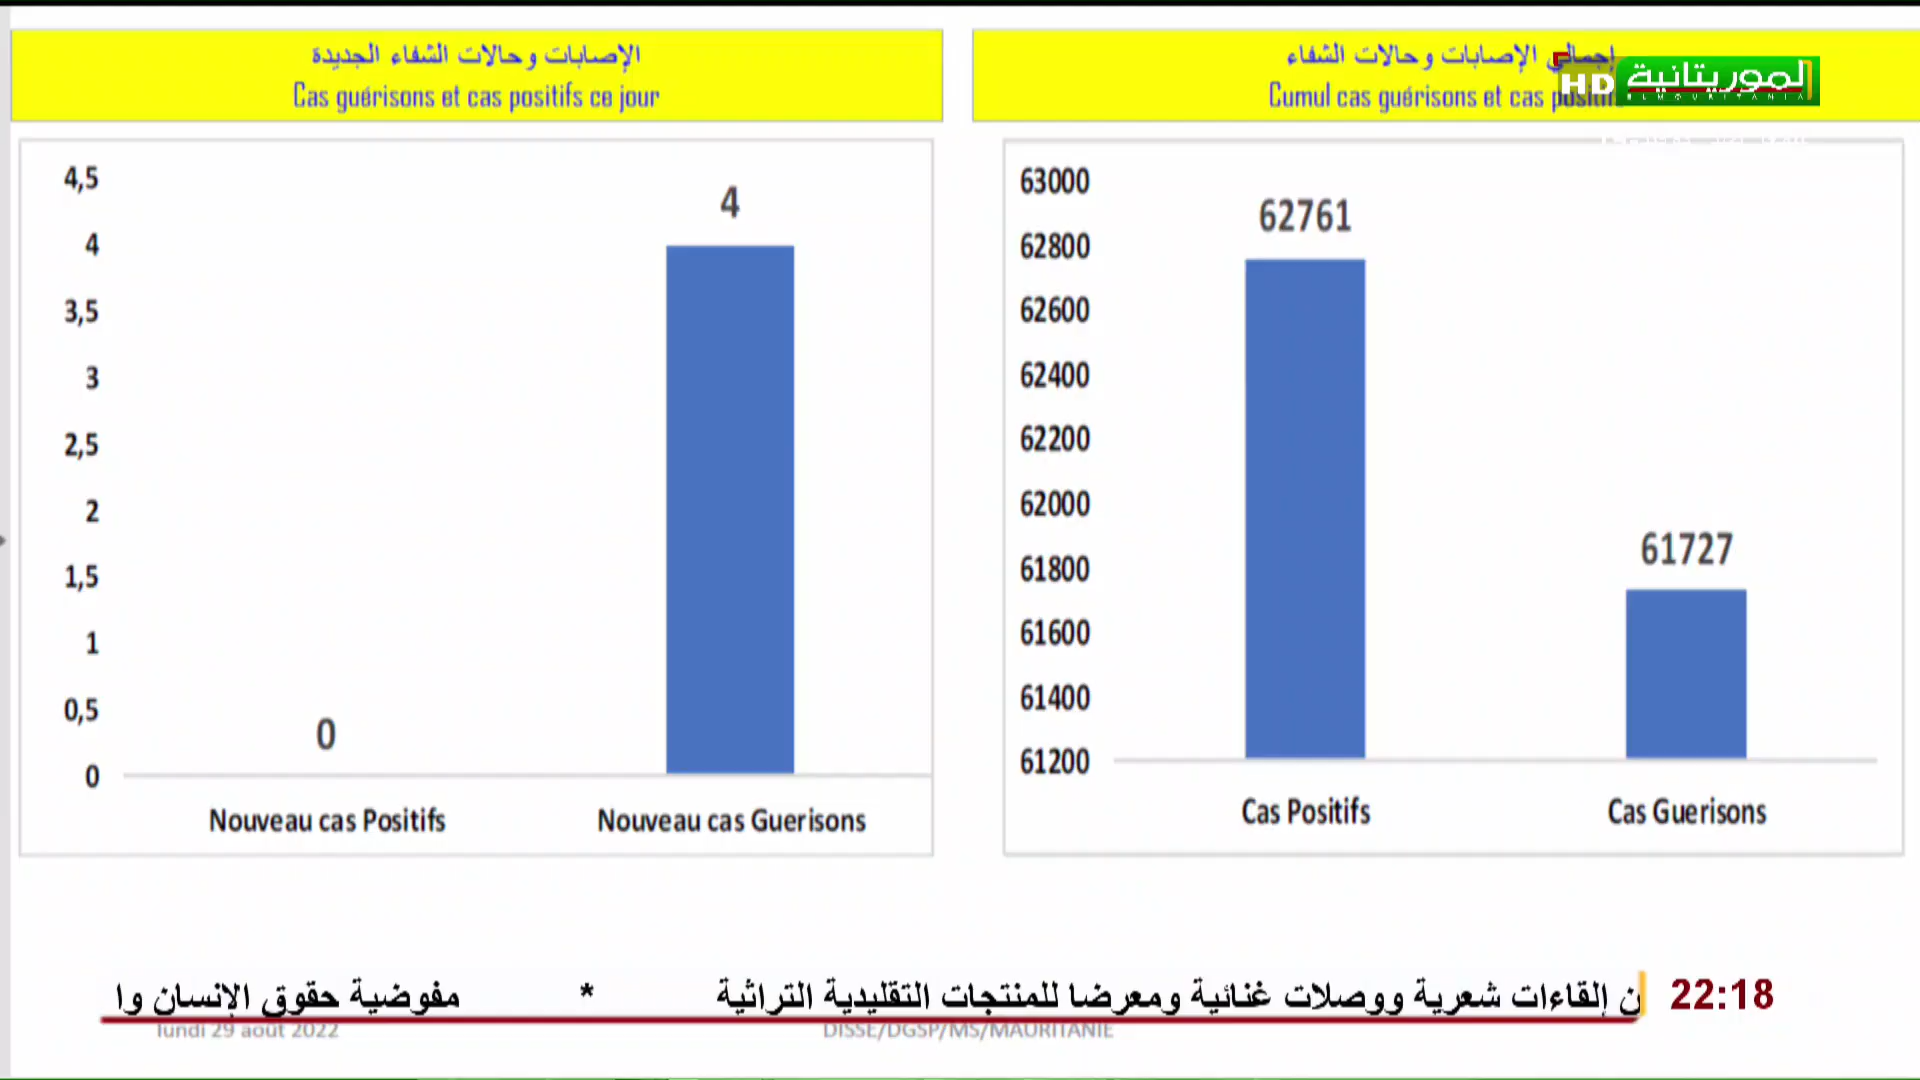 الإصابات وحالات الشفاء الجديدة
Cas guérisons et cas positifs ce jour
4,5
4
3,5
3
2,5
2
1,5
1
0,5
0
0
4
Nouveau cas Positifs
Nouveau cas Guerisons
إجمالي الإصابات وحالات الشفاء
Cumul cas guérisons et cas
HD الموريتانية
ELMOURITANIA
63000
62800
62600
62400
62200
62000
61800
61600
61400
61200
62761
61727
Cas Positifs
Cas Guerisons
ن إلقاءات شعرية ووصلات غنائية ومعرضا للمنتجات التقليدية التراثية * مفوضية حقوق الإنسان وا
22:18
lundi 29 août 2022
DISSE/DGSP/MS/MAURITANIE